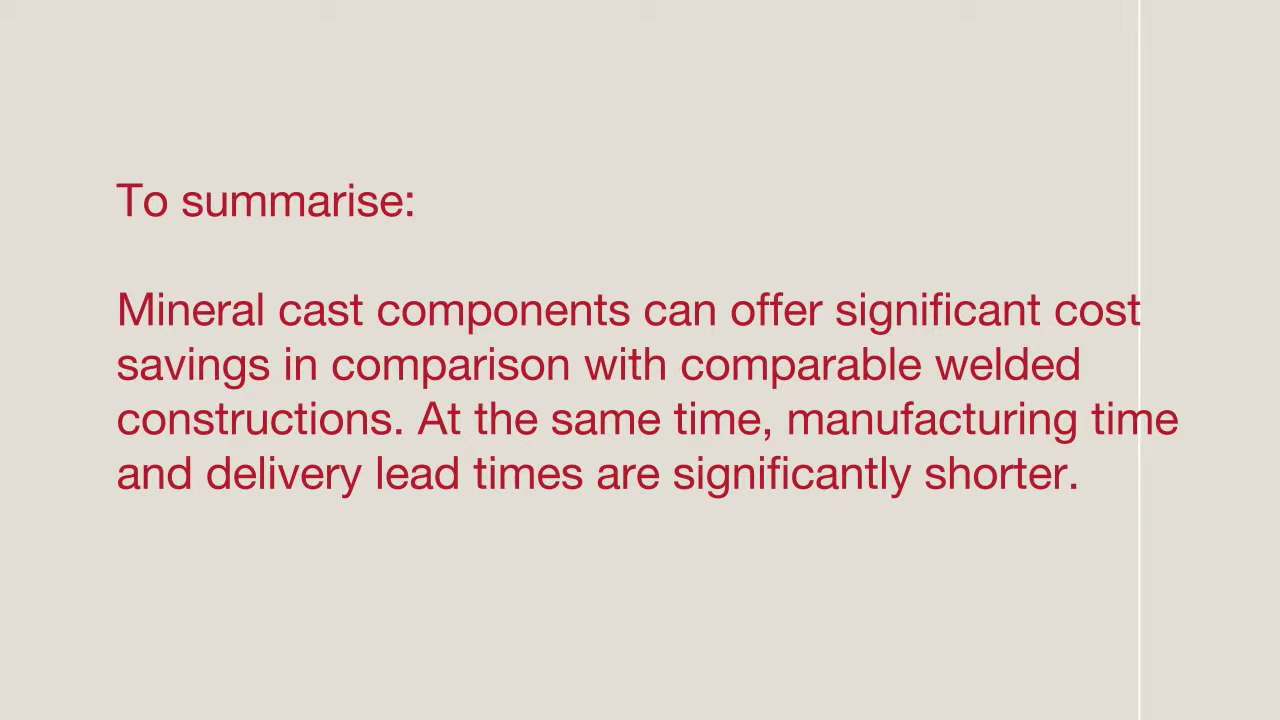 To summarise:
Mineral cast components can offer significant cost
savings in comparison with comparable welded
constructions. At the same time, manufacturing time
and delivery lead times are significantly shorter.